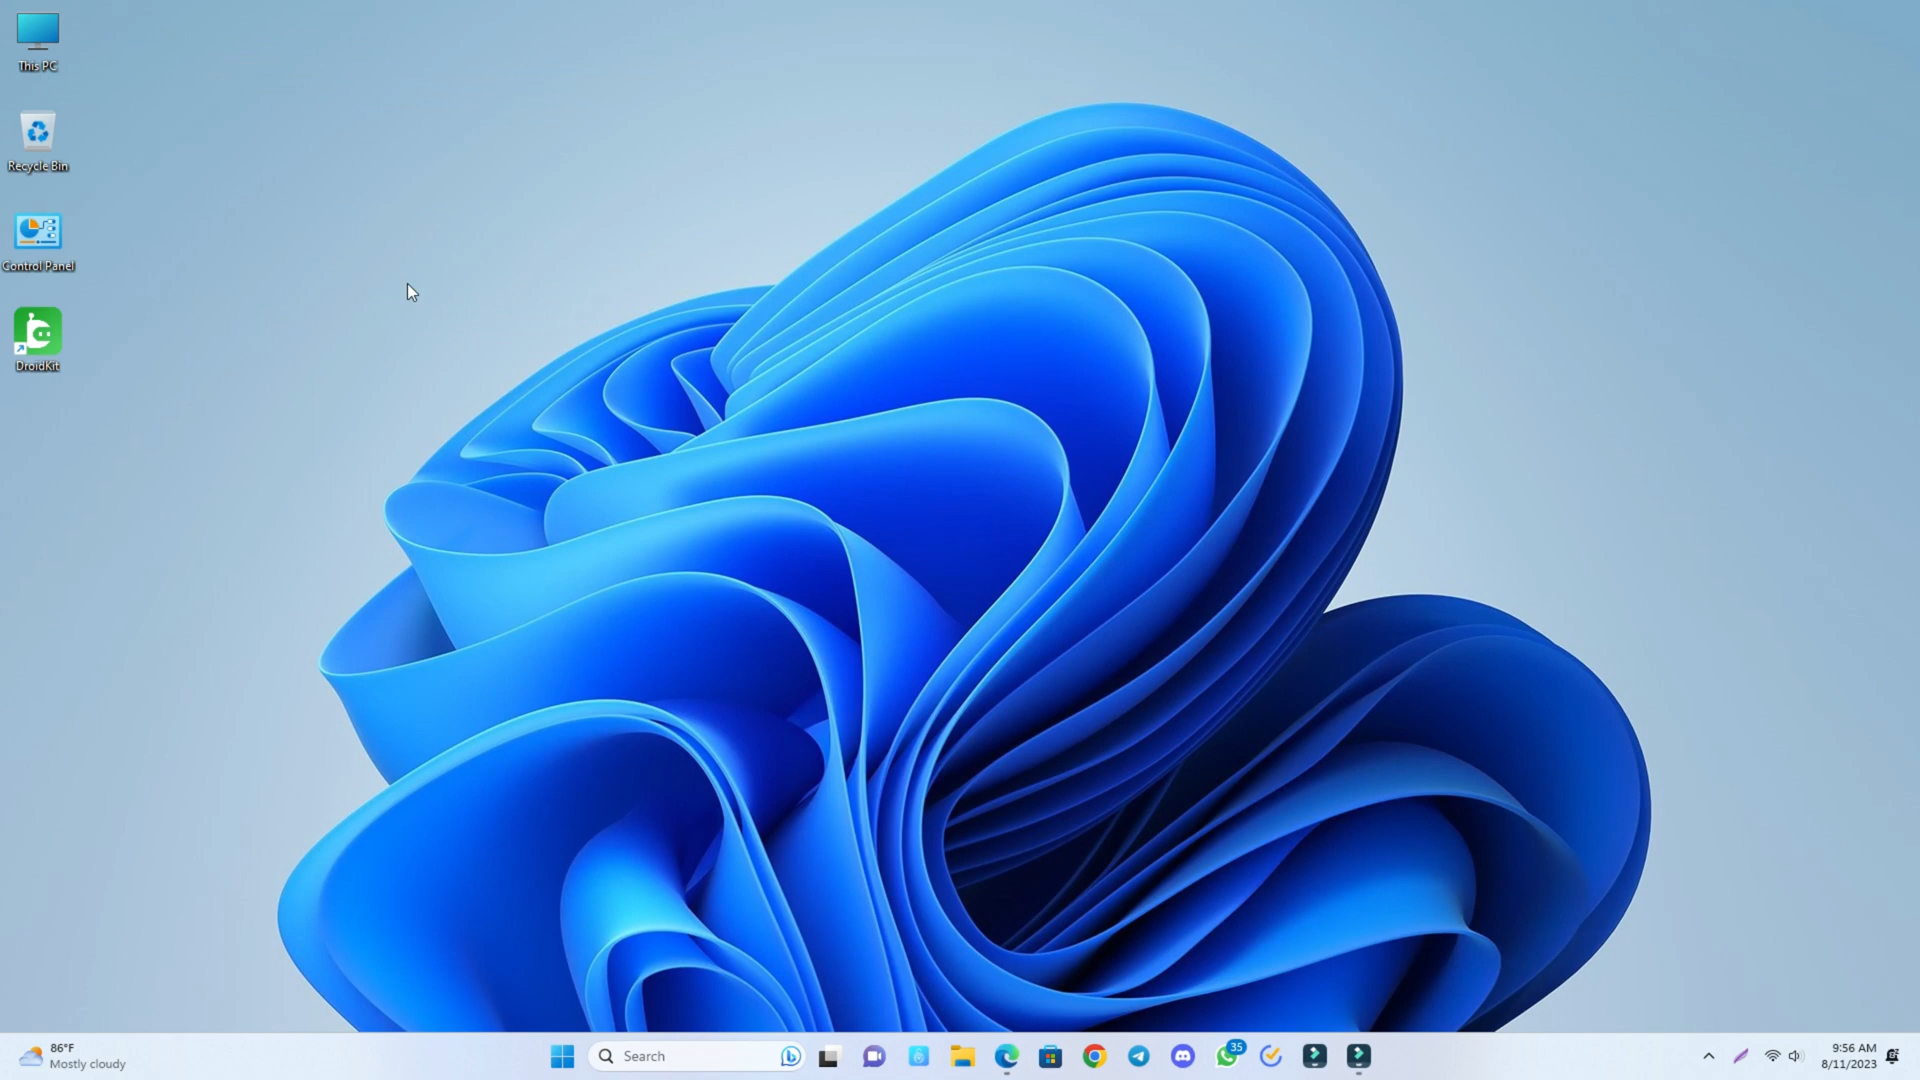 This PC
Recycle Bin
Control Panel
DroidKit
86°F
Mostly cloudy
Search
35
9:56 AM
8/11/2023